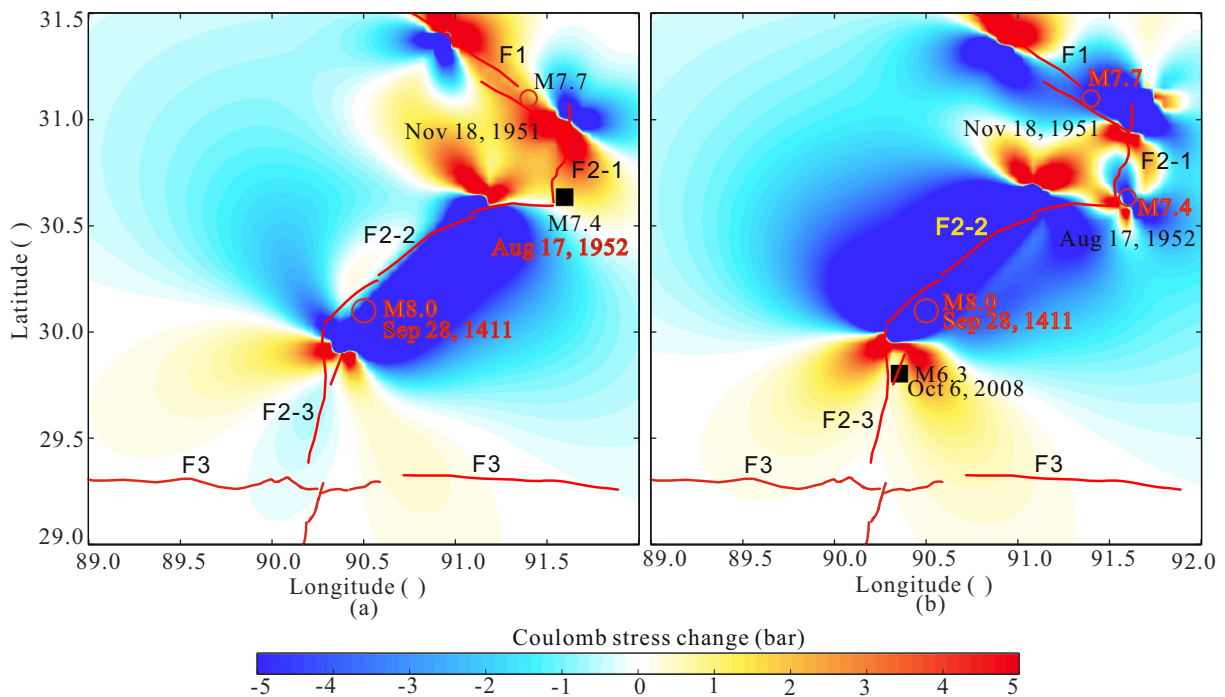 31.5
31.0
30.5
30.0
29.5
29.0
Latitude ( )
F1
M7.7
Nov 18, 1951
F2-1
M7.4
Aug 17, 1952
F2-2
M8.0
Sep 28, 1411
F2-3
F3
F3
89.0
90.0
90.5
91.0
91.5
Longitude ( )
(a)
F1
M7.7
Nov 18, 1951
F2-1
M7.4
Aug 17, 1952
F2-2
M8.0
Sep 28, 1411
M6.3
Oct 6, 2008
F2-3
F3
F3
89.0
90.0
90.5
91.0
91.5
92.0
Longitude ( )
(b)
Coulomb stress change (bar)
-5 -4 -3 -2 -1 0 1 2 3 4 5